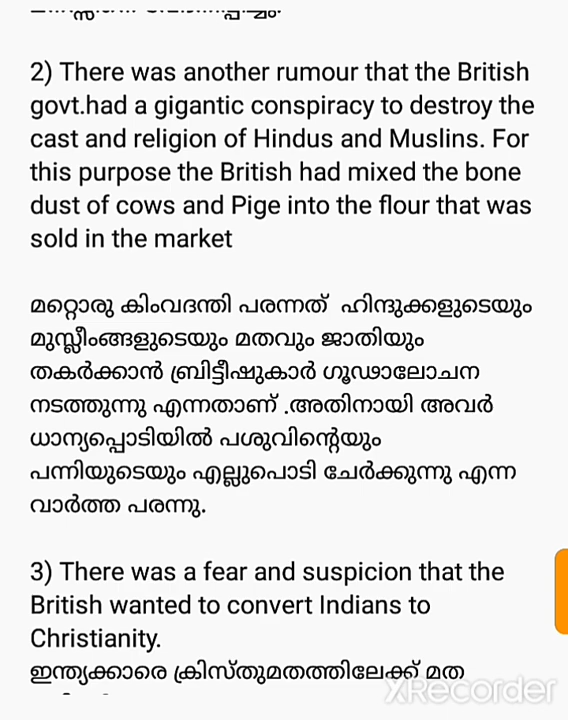 2) There was another rumour that the British
govt.had a gigantic conspiracy to destroy the
cast and religion of Hindus and Muslins. For
this purpose the British had mixed the bone
dust of cows and Pige into the flour that was
sold in the market
മറ്റൊരു കിംവദന്തി പരന്നത് ഹിന്ദുക്കളുടെയും
മുസ്ലീംങ്ങളുടെയും മതവും ജാതിയും
തകർക്കാൻ ബ്രിട്ടീഷുകാർ ഗൂഢാലോചന
നടത്തുന്നു എന്നതാണ് .അതിനായി അവർ
ധാന്യപ്പൊടിയിൽ പശുവിന്റെയും
പന്നിയുടെയും എല്ലുപൊടി ചേർക്കുന്നു എന്ന
വാർത്ത പരന്നു.
3) There was a fear and suspicion that the
British wanted to convert Indians to
Christianity.
ഇന്ത്യക്കാരെ ക്രിസ്തുമതത്തിലേക്ക് മത
XRecorder